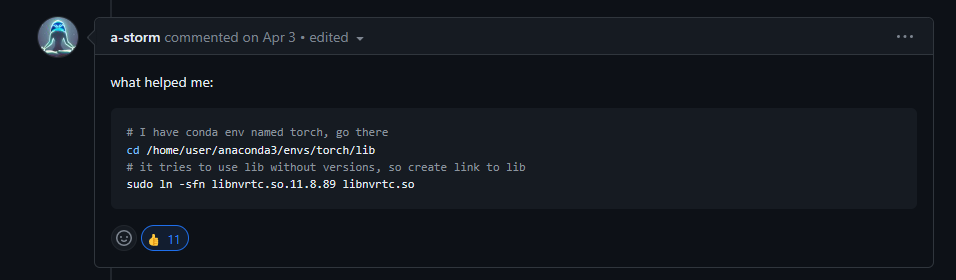 a-storm commented on Apr 3 • edited
what helped me:
# I have conda env named torch, go there
cd /home/user/anaconda3/envs/torch/lib
# it tries to use lib without versions, so create link to lib
sudo ln -sfn libnvrtc.so.11.8.89 libnvrtc.so
👍 11